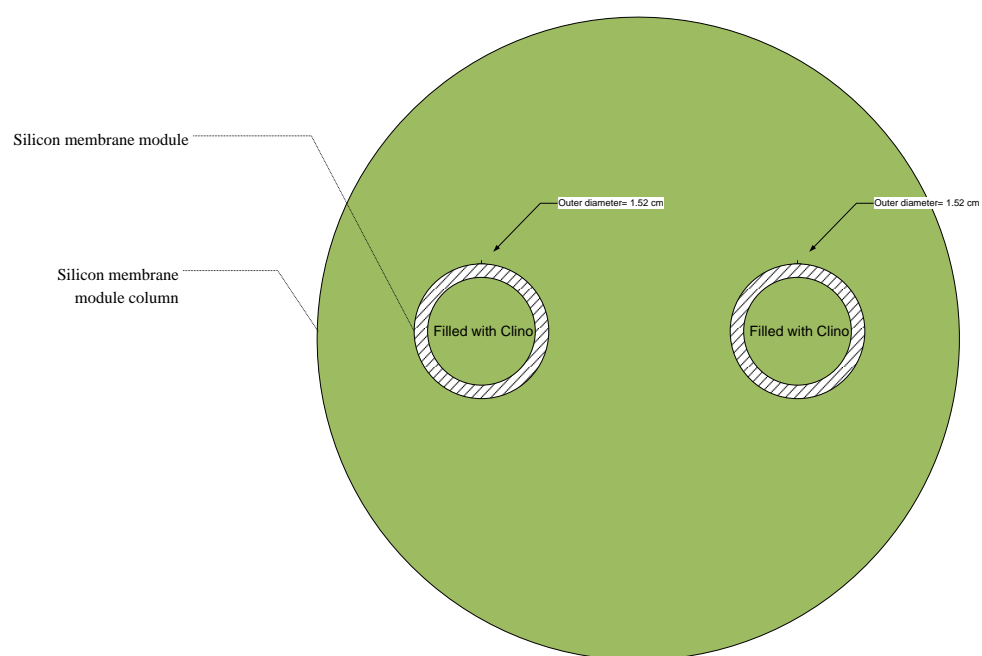 Silicon membrane module
Outer diameter= 1.52 cm
Outer diameter= 1.52 cm
Silicon membrane
module column
Filled with Clino
Filled with Clino